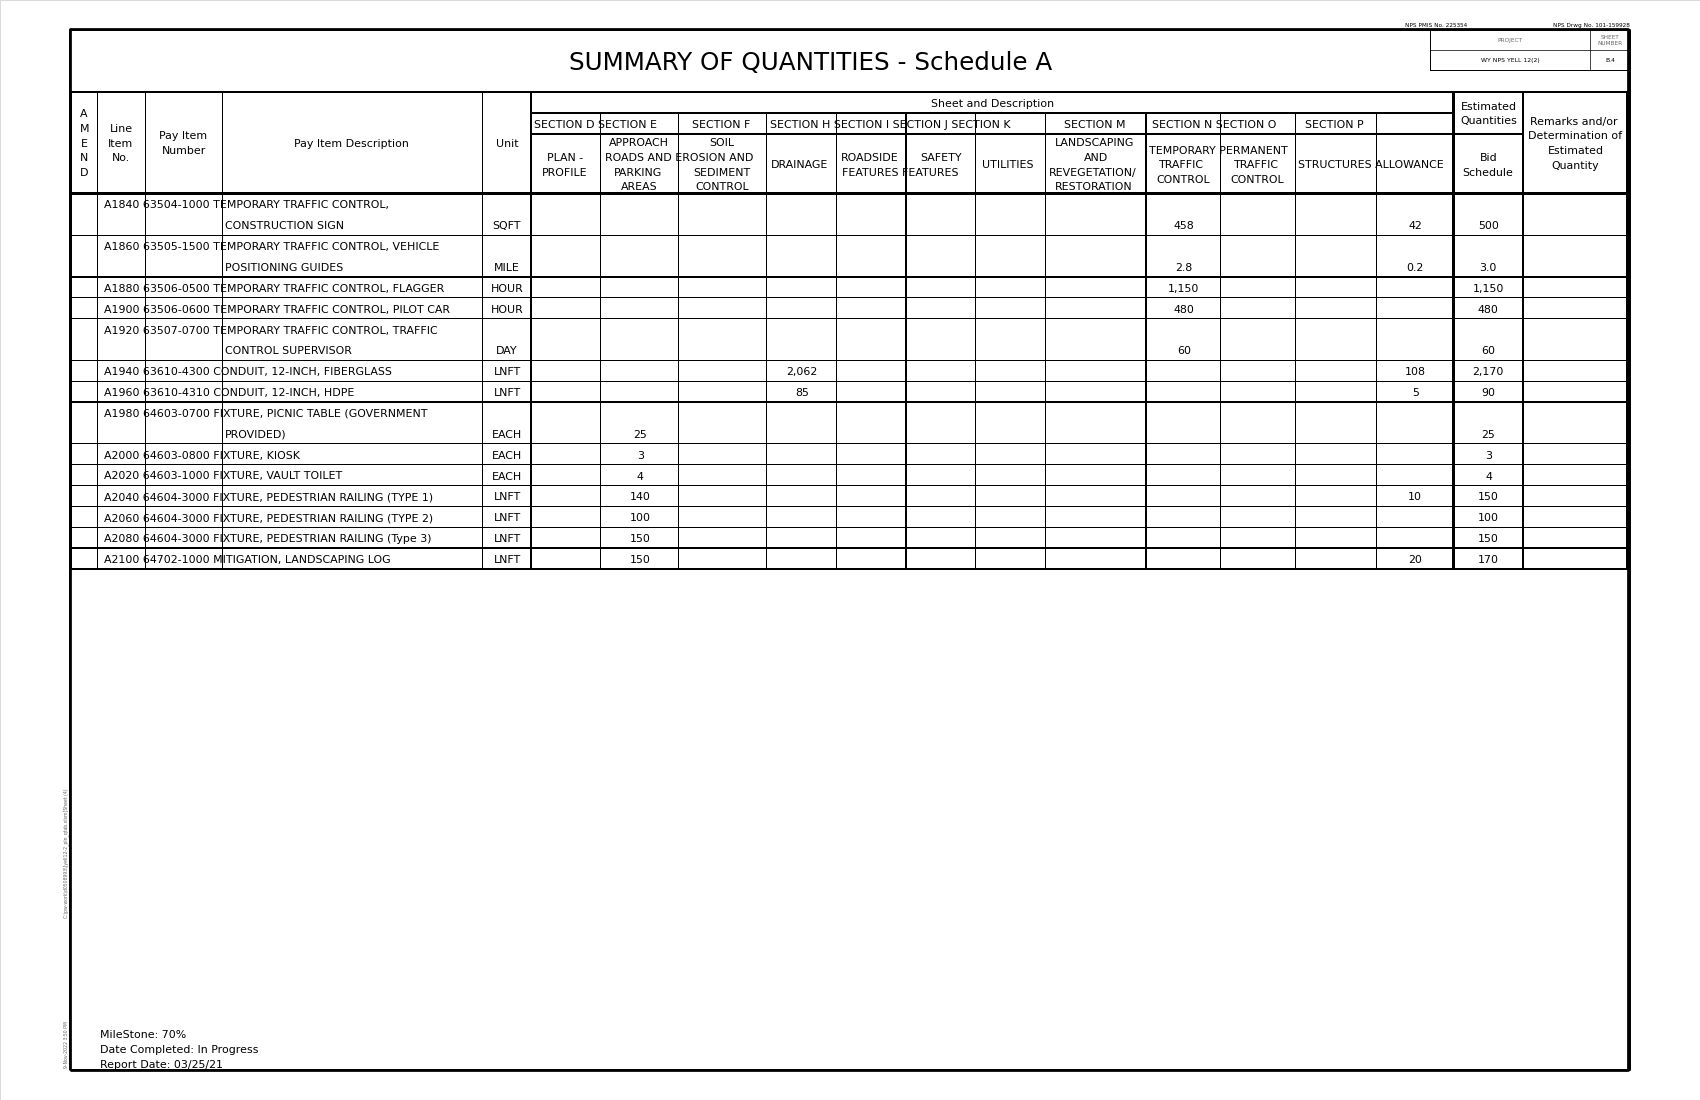 NPS PMIS No. 225354 NPS Drwg No. 101-159928
PROJECT SHEET NUMBER
WY NPS YELL 12(2) B.4
SUMMARY OF QUANTITIES - Schedule A
A M E N D
Line Item No.
Pay Item Number
Pay Item Description
Unit
Sheet and Description
Estimated Quantities
Remarks and/or Determination of Estimated Quantity
SECTION D SECTION E SECTION F SECTION H SECTION I SECTION J SECTION K SECTION M SECTION N SECTION O SECTION P
PLAN - PROFILE
APPROACH ROADS AND PARKING AREAS
SOIL EROSION AND SEDIMENT CONTROL
DRAINAGE
ROADSIDE FEATURES
SAFETY FEATURES
UTILITIES
LANDSCAPING AND REVEGETATION/ RESTORATION
TEMPORARY TRAFFIC CONTROL
PERMANENT TRAFFIC CONTROL
STRUCTURES
ALLOWANCE
Bid Schedule
A1840 63504-1000 TEMPORARY TRAFFIC CONTROL,
CONSTRUCTION SIGN SQFT 458 42 500
A1860 63505-1500 TEMPORARY TRAFFIC CONTROL, VEHICLE
POSITIONING GUIDES MILE 2.8 0.2 3.0
A1880 63506-0500 TEMPORARY TRAFFIC CONTROL, FLAGGER HOUR 1,150 1,150
A1900 63506-0600 TEMPORARY TRAFFIC CONTROL, PILOT CAR HOUR 480 480
A1920 63507-0700 TEMPORARY TRAFFIC CONTROL, TRAFFIC
CONTROL SUPERVISOR DAY 60 60
A1940 63610-4300 CONDUIT, 12-INCH, FIBERGLASS LNFT 2,062 108 2,170
A1960 63610-4310 CONDUIT, 12-INCH, HDPE LNFT 85 5 90
A1980 64603-0700 FIXTURE, PICNIC TABLE (GOVERNMENT
PROVIDED) EACH 25 25
A2000 64603-0800 FIXTURE, KIOSK EACH 3 3
A2020 64603-1000 FIXTURE, VAULT TOILET EACH 4 4
A2040 64604-3000 FIXTURE, PEDESTRIAN RAILING (TYPE 1) LNFT 140 10 150
A2060 64604-3000 FIXTURE, PEDESTRIAN RAILING (TYPE 2) LNFT 100 100
A2080 64604-3000 FIXTURE, PEDESTRIAN RAILING (Type 3) LNFT 150 150
A2100 64702-1000 MITIGATION, LANDSCAPING LOG LNFT 150 20 170
9-Nov-2022 3:50 PM
MileStone: 70%
Date Completed: In Progress
Report Date: 03/25/21